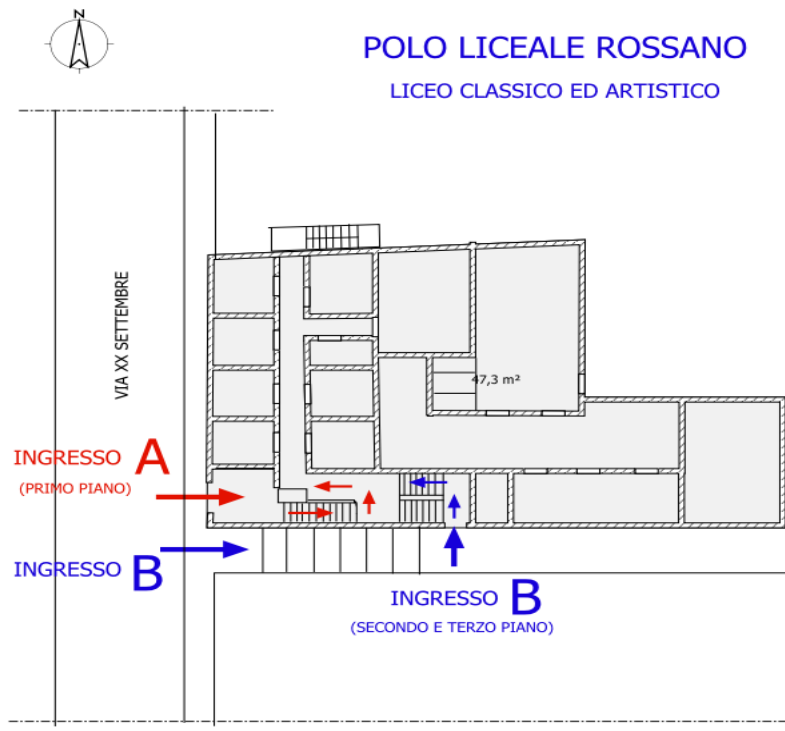 N
POLO LICEALE ROSSANO
LICEO CLASSICO ED ARTISTICO
VIA XX SETTEMBRE
47,3 m²
INGRESSO A
(PRIMO PIANO)
INGRESSO B
INGRESSO B
(SECONDO E TERZO PIANO)